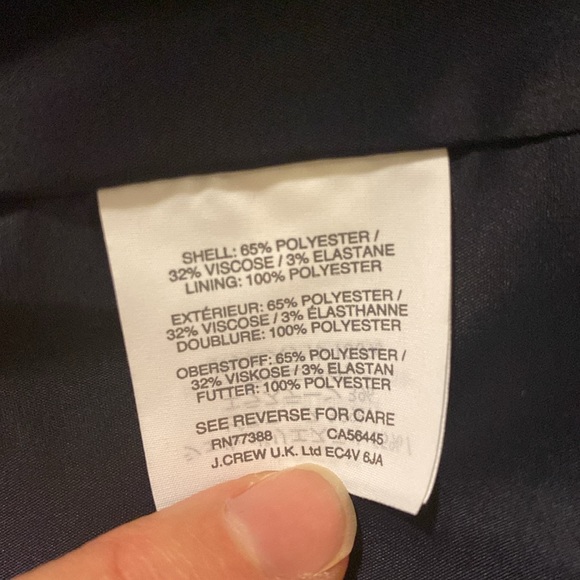 SHELL: 65% POLYESTER /
32% VISCOSE / 3% ELASTANE
LINING: 100% POLYESTER
EXTÉRIEUR: 65% POLYESTER /
32% VISCOSE / 3% ÉLASTHANNE
DOUBLURE: 100% POLYESTER
OBERSTOFF: 65% POLYESTER /
32% VISKOSE / 3% ELASTAN
FUTTER: 100% POLYESTER
SEE REVERSE FOR CARE
RN77388 CA56445
J.CREW U.K. Ltd EC4V 6JA